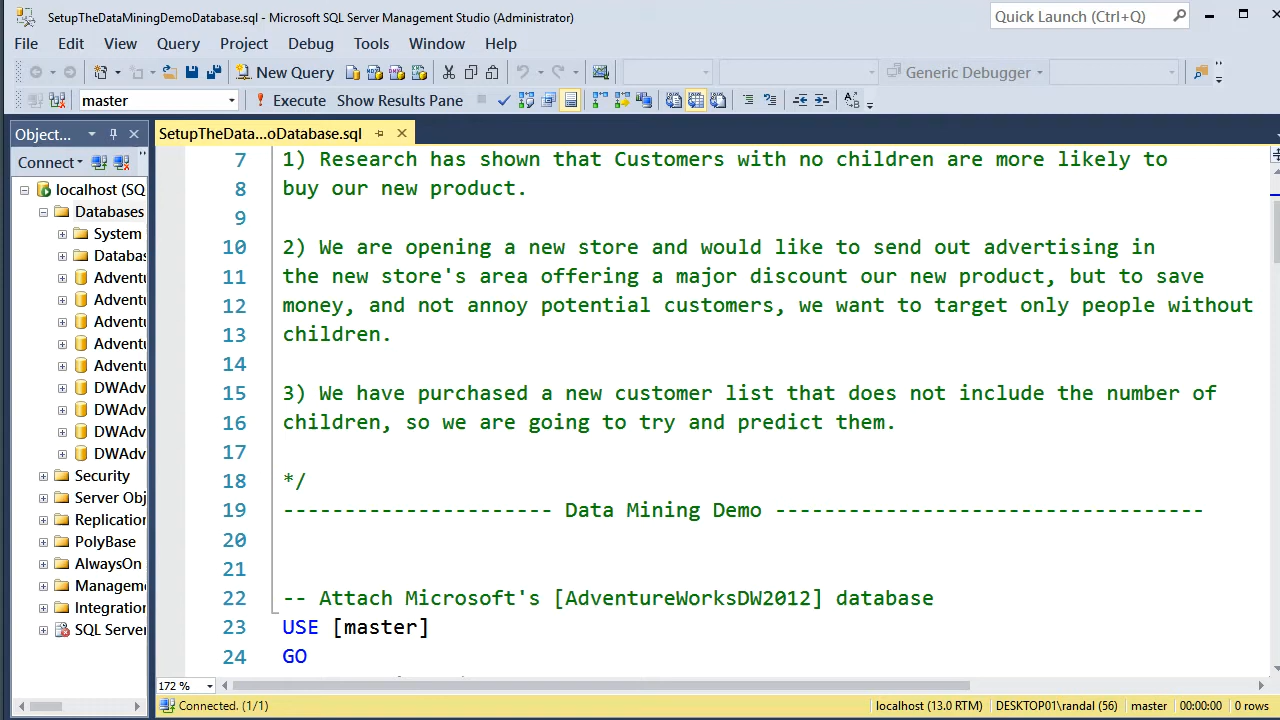 SetupTheDataMiningDemoDatabase.sql - Microsoft SQL Server Management Studio (Administrator)
Quick Launch (Ctrl+Q)
File Edit View Query Project Debug Tools Window Help
New Query
Generic Debugger
master
Execute Show Results Pane
Object...
SetupTheData...oDatabase.sql
Connect
localhost (SQ
Databases
System
Databas
Adventu
Adventu
Adventu
Adventu
Adventu
DWAdv
DWAdv
DWAdv
DWAdv
Security
Server Obj
Replication
PolyBase
AlwaysOn
Managem
Integration
SQL Server
7 1) Research has shown that Customers with no children are more likely to
8 buy our new product.
9
10 2) We are opening a new store and would like to send out advertising in
11 the new store's area offering a major discount our new product, but to save
12 money, and not annoy potential customers, we want to target only people without
13 children.
14
15 3) We have purchased a new customer list that does not include the number of
16 children, so we are going to try and predict them.
17
18 */
19 ---------------------- Data Mining Demo -----------------------------------
20
21
22 -- Attach Microsoft's [AdventureWorksDW2012] database
23 USE [master]
24 GO
172 %
Connected. (1/1)
localhost (13.0 RTM) DESKTOP01\randal (56) master 00:00:00 0 rows